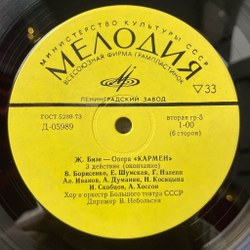 МИНИСТЕРСТВО КУЛЬТУРЫ СССР
МЕЛОДИЯ
ВСЕСОЮЗНАЯ ФИРМА ГРАМПЛАСТИНОК
▽33
ЛЕНИНГРАДСКИЙ ЗАВОД
ГОСТ 5289-73
Д-05989
вторая гр-5
1-00
(6 сторон)
Ж. Бизе — Опера «КАРМЕН»
3 действие (окончание)
В. Борисенко, Е. Шумская, Г. Нэлепп
Ал. Иванов, А. Думанян, И. Косицына
И. Скобцов, А. Хоссон
Хор и оркестр Большого театра СССР
Дирижер В. Небольсин